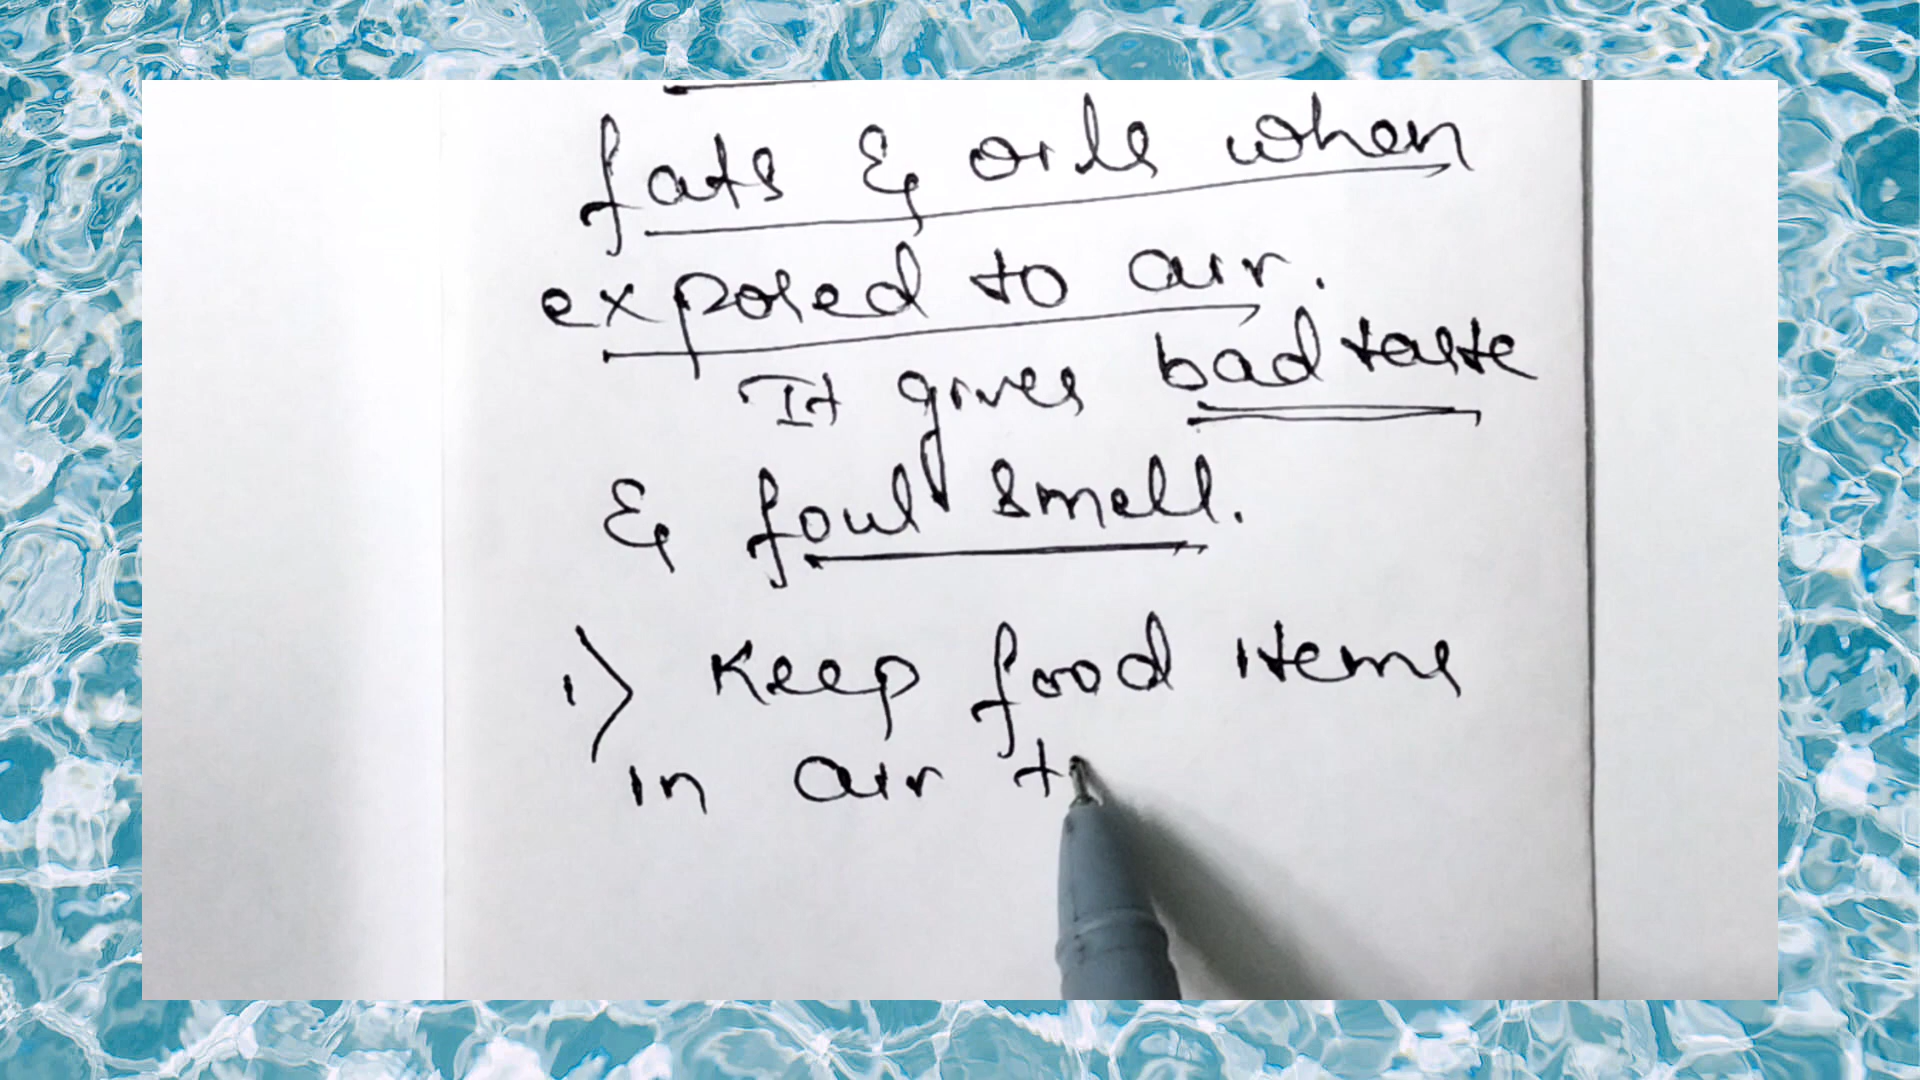 fats & oils when
exposed to air.
It gives bad taste
& foul smell.
1) Keep food items
in air t